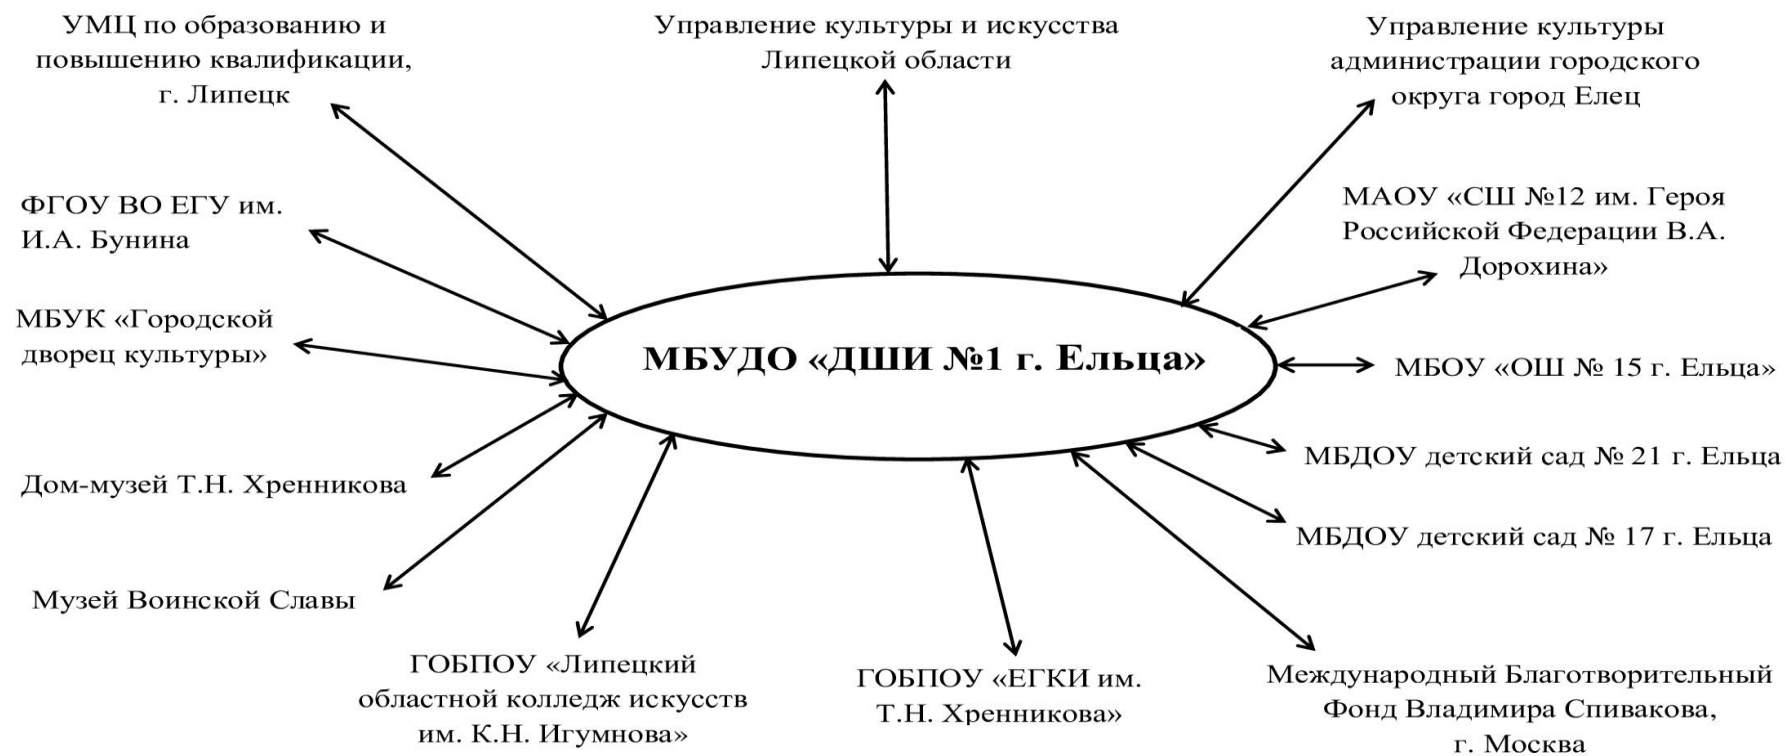 УМЦ по образованию и
повышению квалификации,
г. Липецк
Управление культуры и искусства
Липецкой области
Управление культуры
администрации городского
округа город Елец
ФГОУ ВО ЕГУ им.
И.А. Бунина
МАОУ «СШ №12 им. Героя
Российской Федерации В.А.
Дорохина»
МБУК «Городской
дворец культуры»
МБУДО «ДШИ №1 г. Ельца»
МБОУ «ОШ № 15 г. Ельца»
Дом-музей Т.Н. Хренникова
МБДОУ детский сад № 21 г. Ельца
МБДОУ детский сад № 17 г. Ельца
Музей Воинской Славы
ГОБПОУ «Липецкий
областной колледж искусств
им. К.Н. Игумнова»
ГОБПОУ «ЕГКИ им.
Т.Н. Хренникова»
Международный Благотворительный
Фонд Владимира Спивакова,
г. Москва